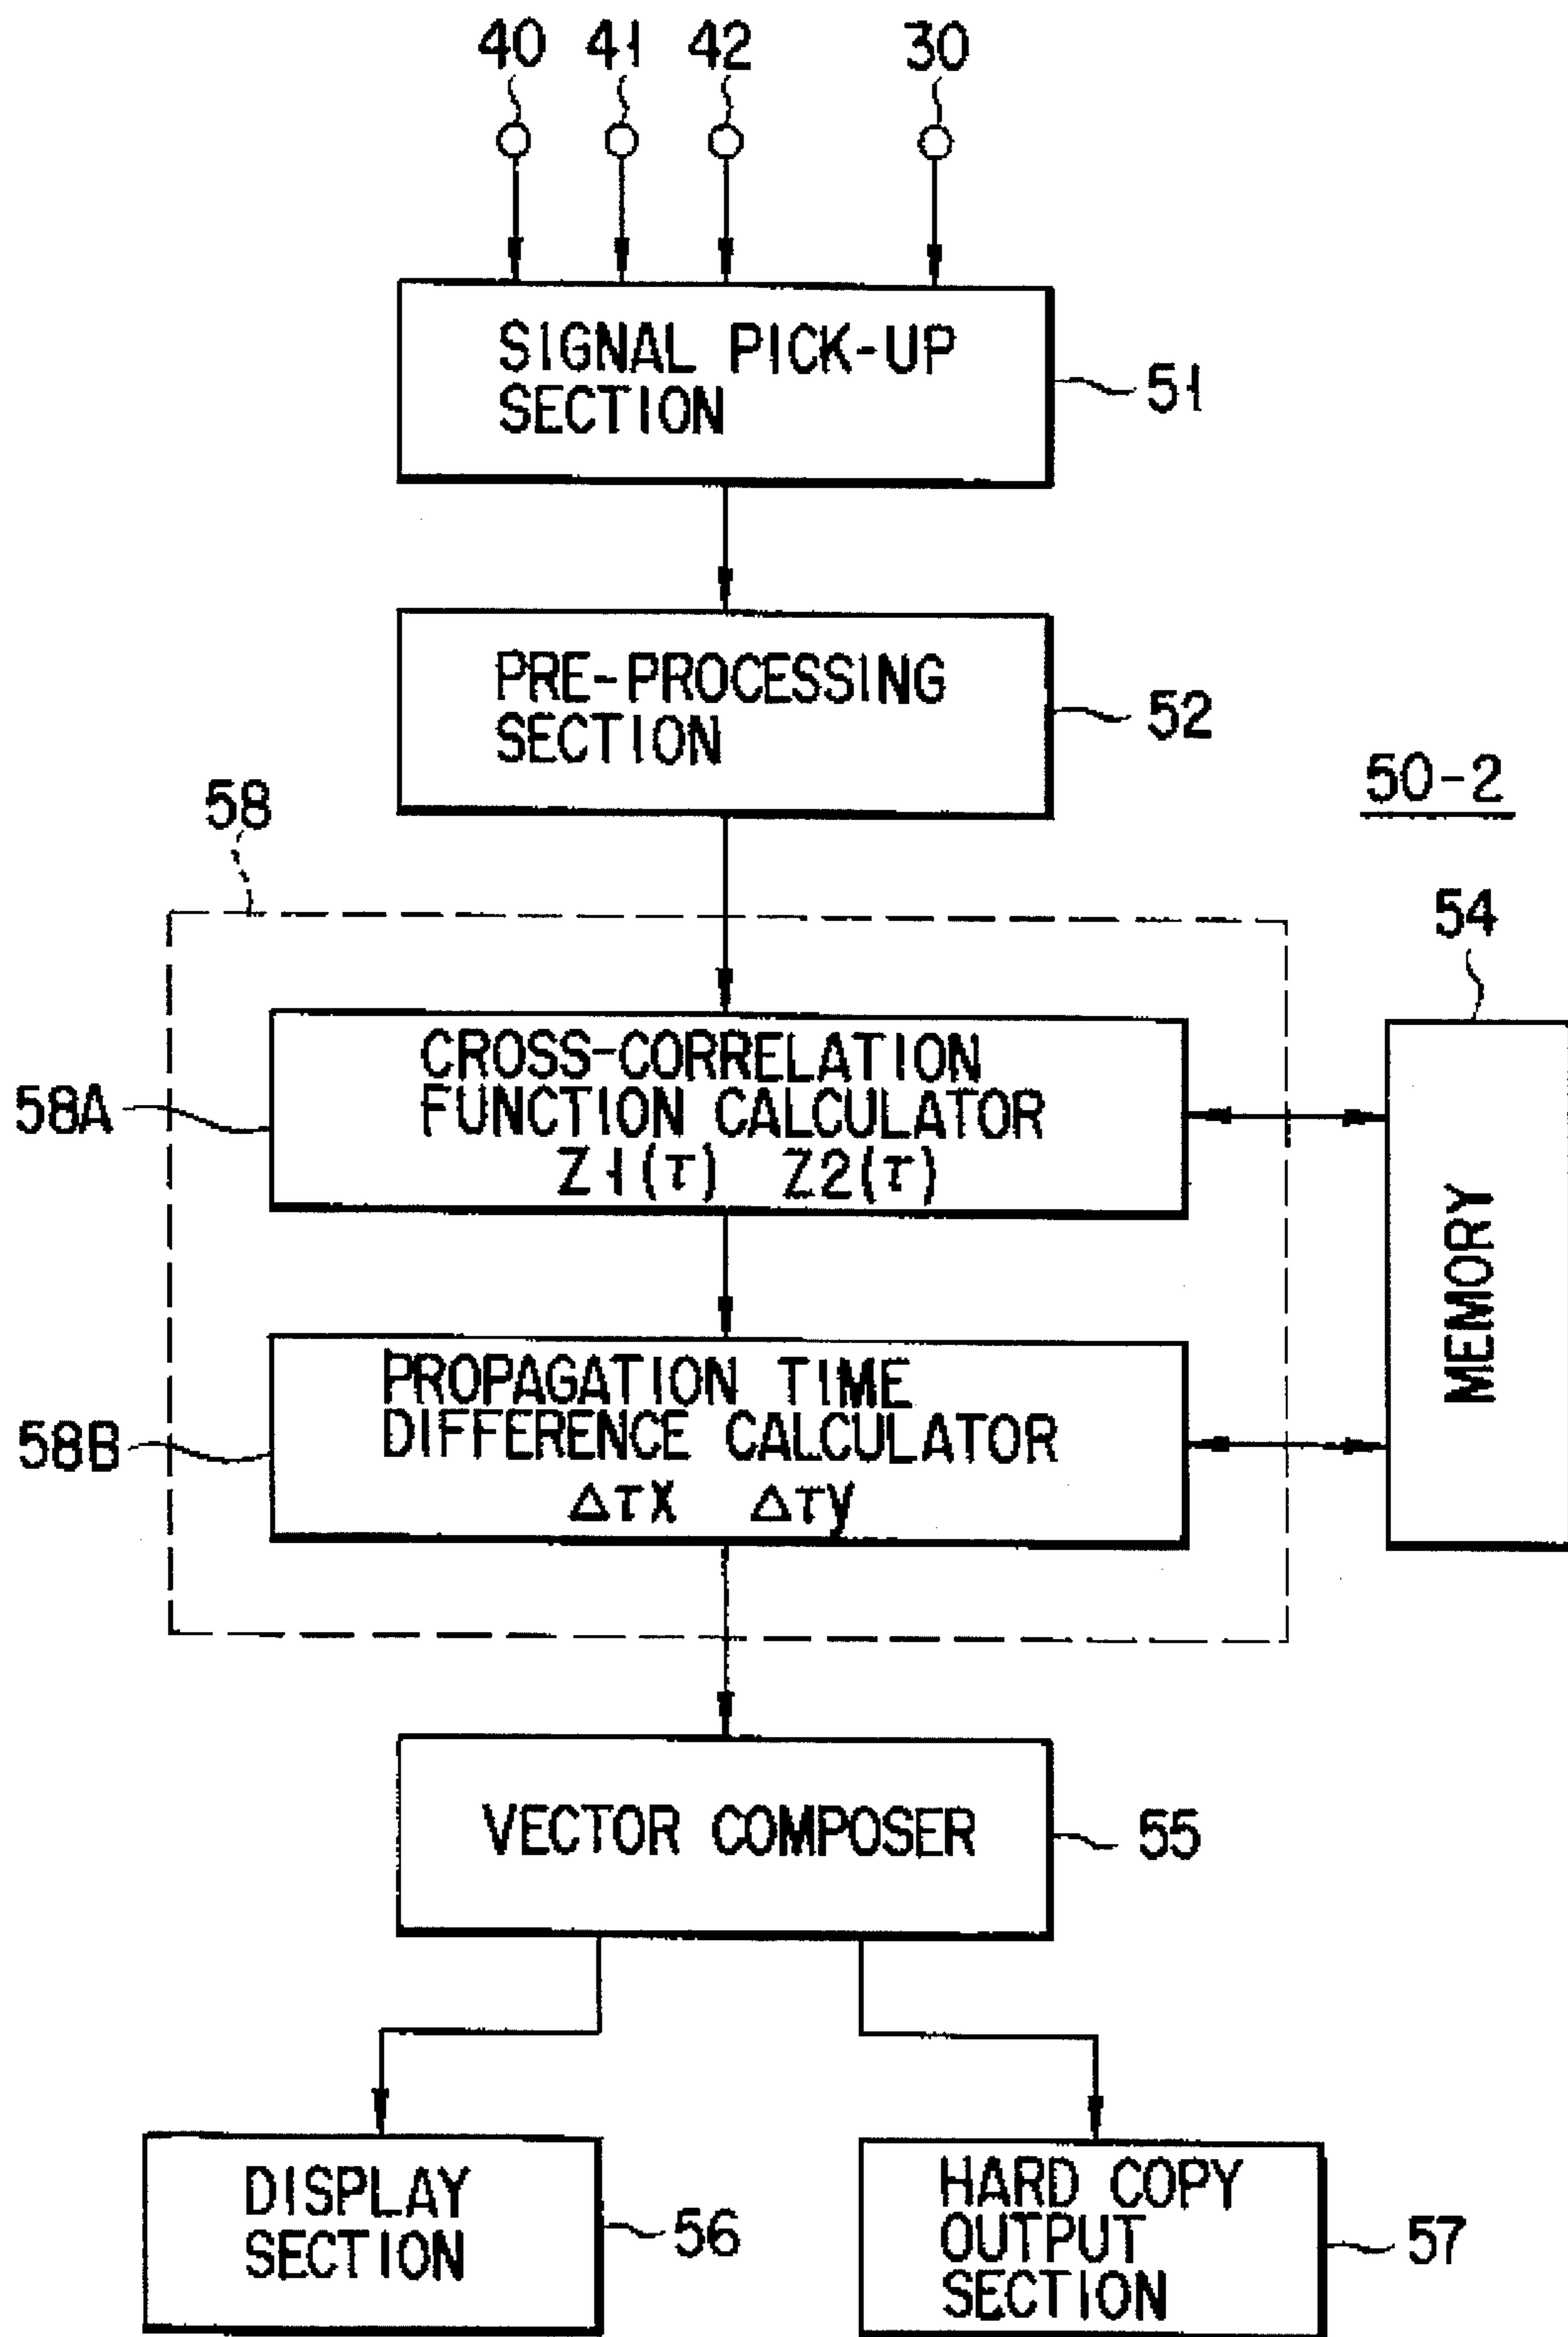 40 41 42 30
SIGNAL PICK-UP
SECTION
51
PRE-PROCESSING
SECTION
52
50-2
58
54
CROSS-CORRELATION
FUNCTION CALCULATOR
Z1(τ) Z2(τ)
58A
MEMORY
PROPAGATION TIME
DIFFERENCE CALCULATOR
Δτx Δτy
58B
VECTOR COMPOSER
55
DISPLAY
SECTION
56
HARD COPY
OUTPUT
SECTION
57